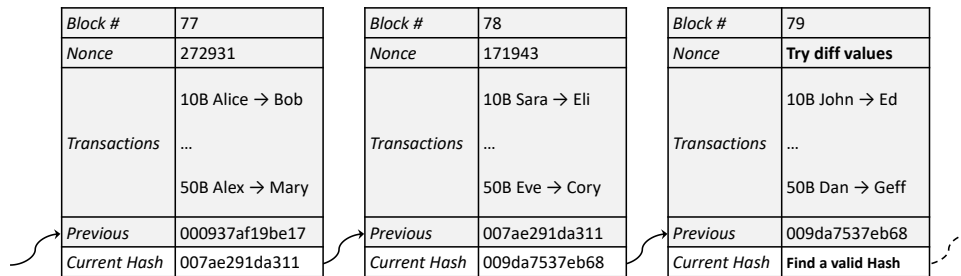 Block # 77
Nonce 272931
Transactions
10B Alice → Bob
...
50B Alex → Mary
Previous 000937af19be17
Current Hash 007ae291da311
Block # 78
Nonce 171943
Transactions
10B Sara → Eli
...
50B Eve → Cory
Previous 007ae291da311
Current Hash 009da7537eb68
Block # 79
Nonce Try diff values
Transactions
10B John → Ed
...
50B Dan → Geff
Previous 009da7537eb68
Current Hash Find a valid Hash